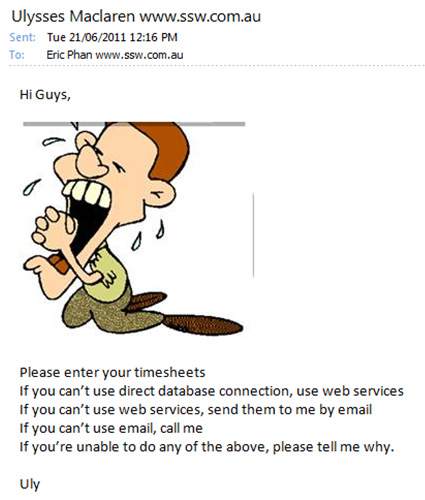 Ulysses Maclaren www.ssw.com.au
Sent: Tue 21/06/2011 12:16 PM
To: Eric Phan www.ssw.com.au
Hi Guys,
Please enter your timesheets
If you can't use direct database connection, use web services
If you can't use web services, send them to me by email
If you can't use email, call me
If you're unable to do any of the above, please tell me why.
Uly